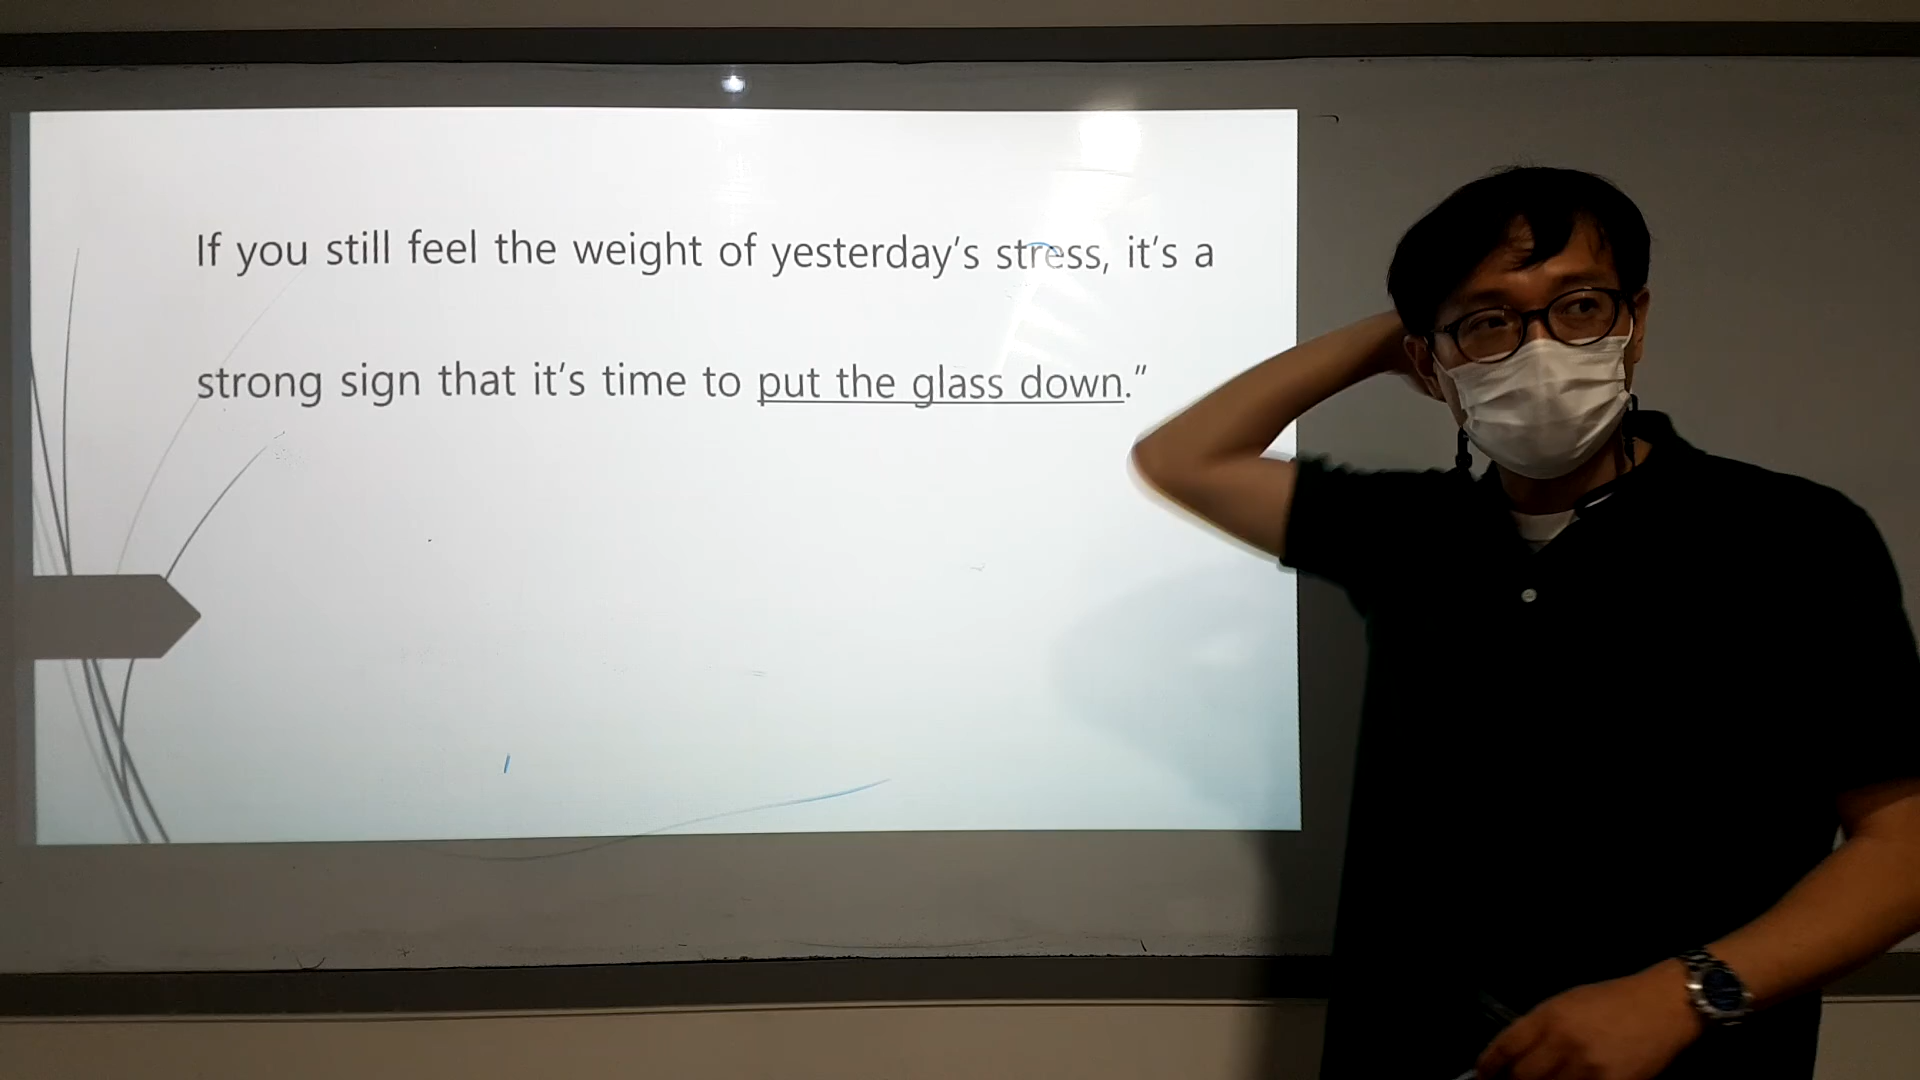 If you still feel the weight of yesterday's stress, it's a
strong sign that it's time to put the glass down.”